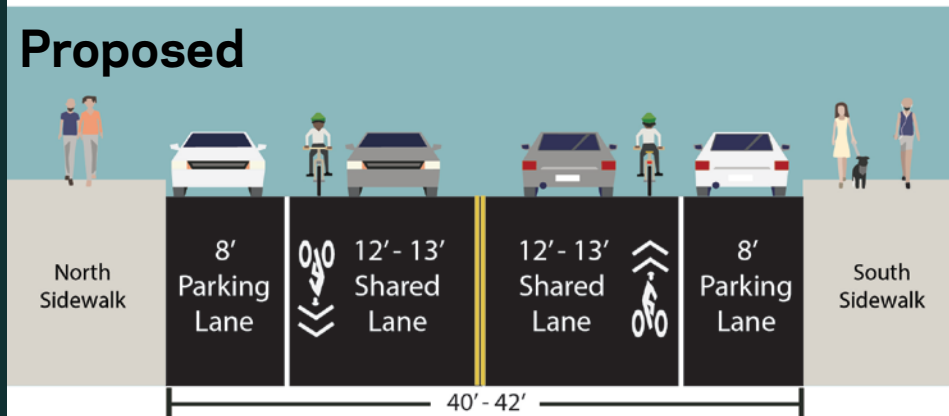 Proposed
North
Sidewalk
8'
Parking
Lane
12'- 13'
Shared
Lane
12'- 13'
Shared
Lane
8'
Parking
Lane
South
Sidewalk
40'- 42'